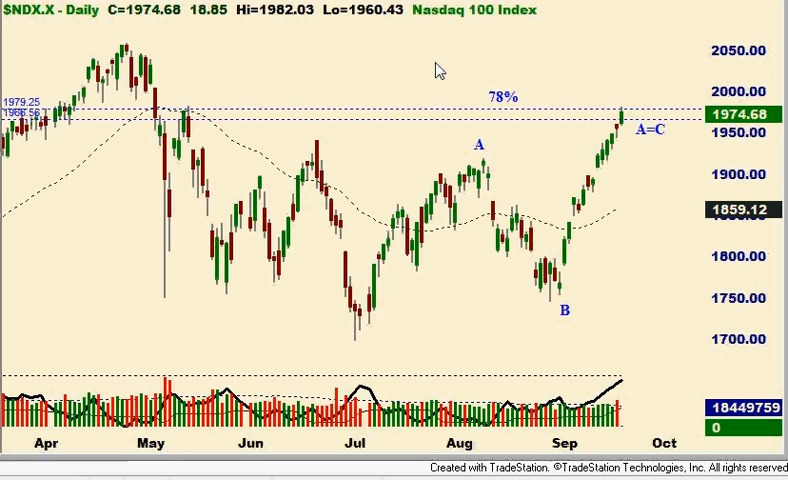 $NDX.X - Daily C=1974.68 18.85 Hi=1982.03 Lo=1960.43 Nasdaq 100 Index
2050.00
2000.00
78%
1979.25
1966.56
1974.68
A=C
1950.00
A
1900.00
1859.12
1800.00
B
1750.00
1700.00
18449759
0
Apr May Jun Jul Aug Sep Oct
Created with TradeStation. ©TradeStation Technologies, Inc. All rights reserved